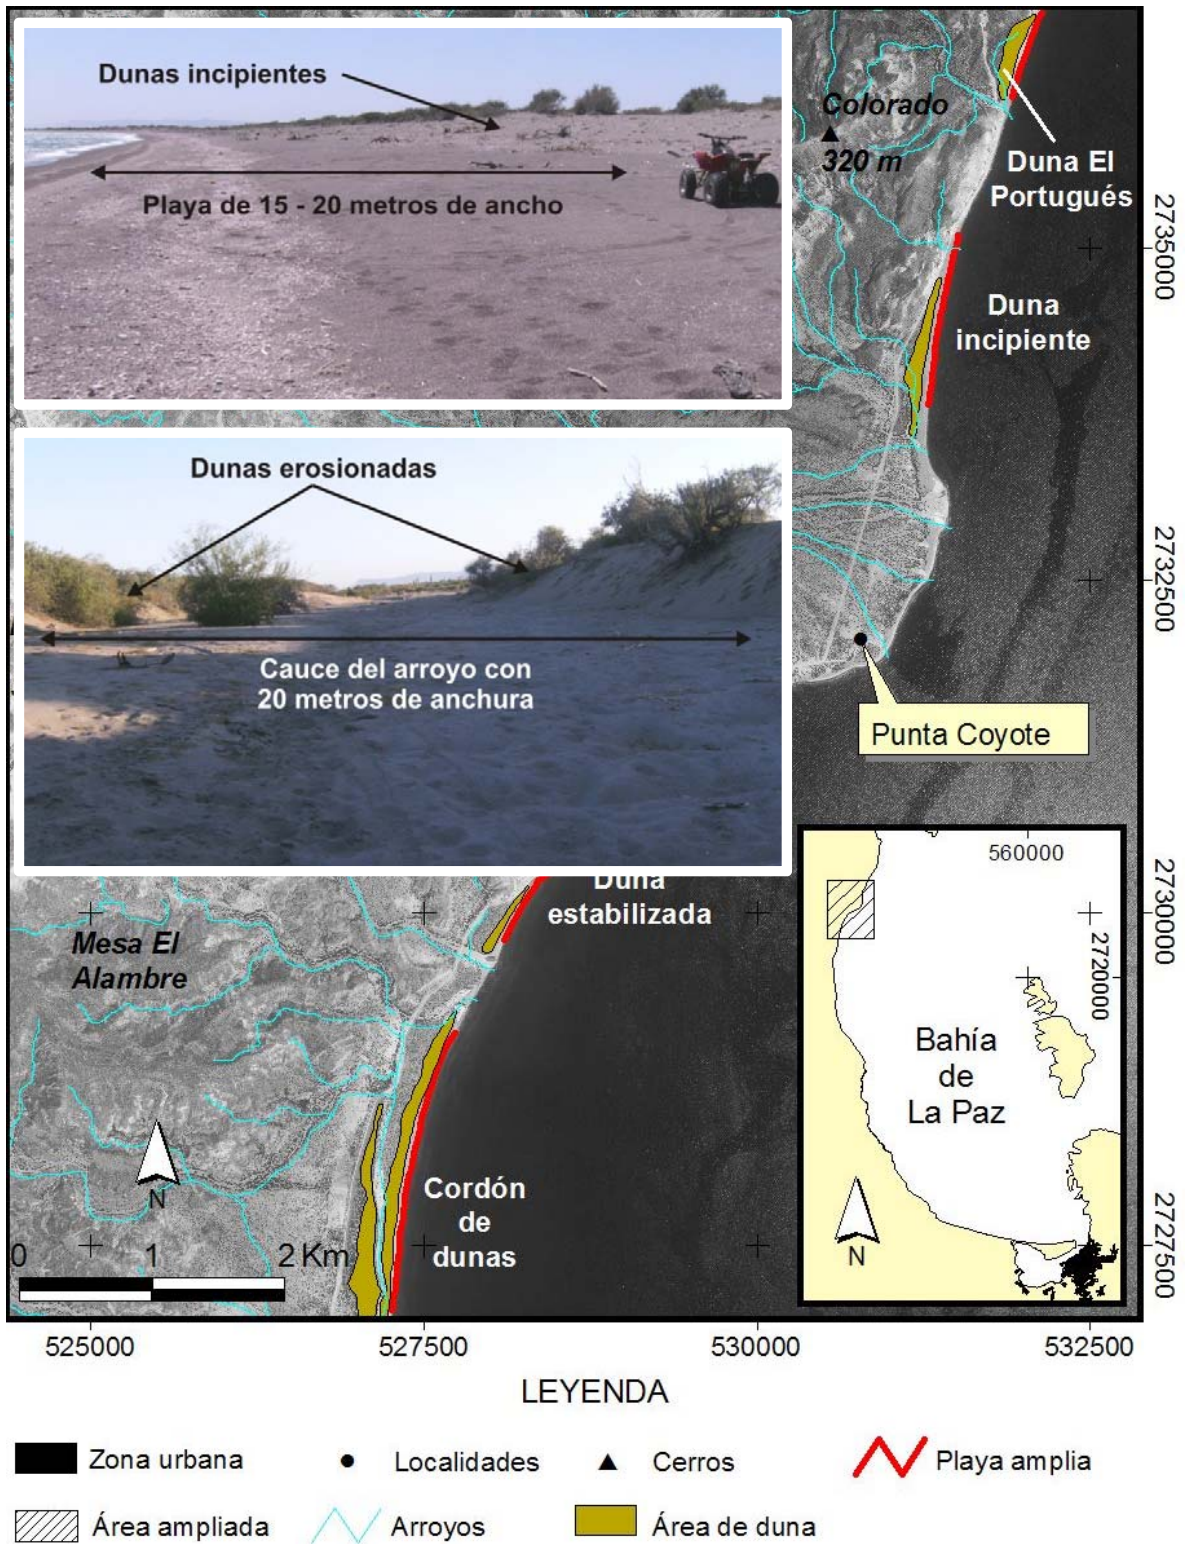 Dunas incipientes
Playa de 15 - 20 metros de ancho
Colorado
320 m
Duna El
Portugués
2735000
Duna
incipiente
Dunas erosionadas
Cauce del arroyo con
20 metros de anchura
2732500
Punta Coyote
560000
Duna
estabilizada
2730000
Mesa El
Alambre
2720000
Bahía
de
La Paz
N
Cordón
de
dunas
N
0 1 2 Km
2727500
525000 527500 530000 532500
LEYENDA
Zona urbana Localidades Cerros Playa amplia
Área ampliada Arroyos Área de duna